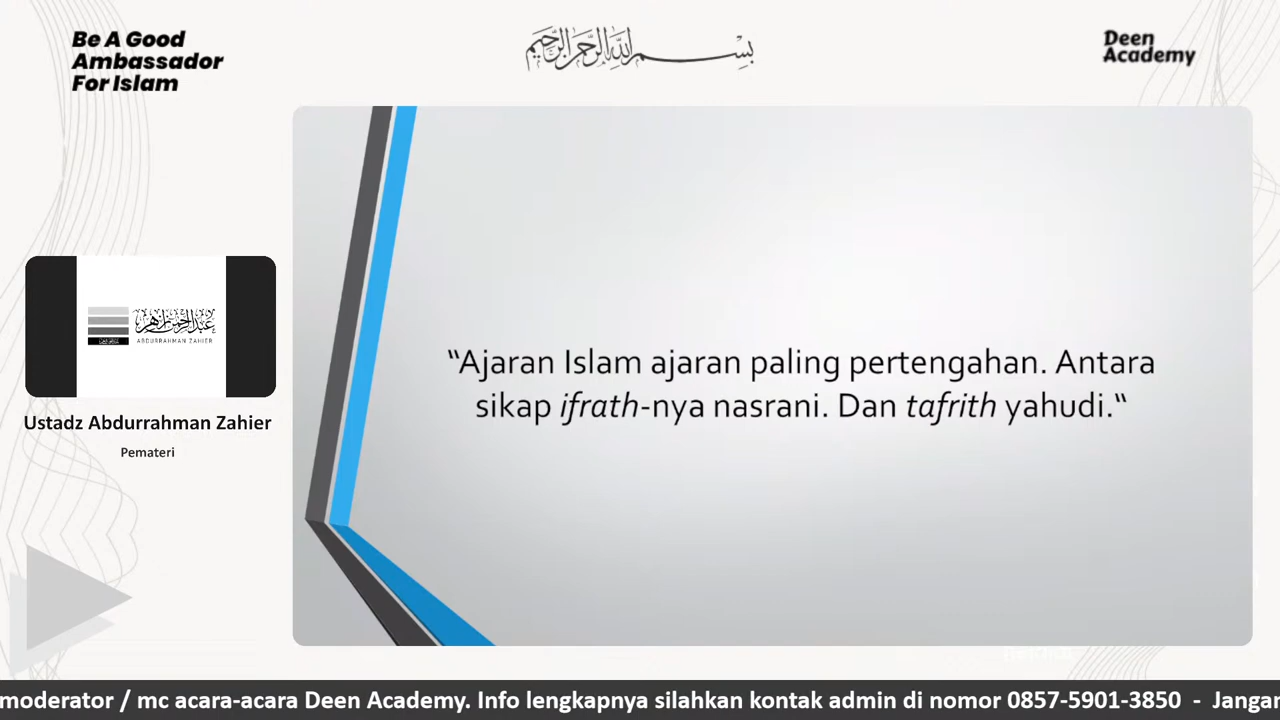 Be A Good
Ambassador
For Islam
بسم الله الرحمن الرحيم
Deen
Academy
عبدالرحمن زاهر
ABDURRAHMAN ZAHIER
Ustadz Abdurrahman Zahier
Pemateri
“Ajaran Islam ajaran paling pertengahan. Antara
sikap ifrath-nya nasrani. Dan tafrith yahudi.“
moderator / mc acara-acara Deen Academy. Info lengkapnya silahkan kontak admin di nomor 0857-5901-3850 - Jangan